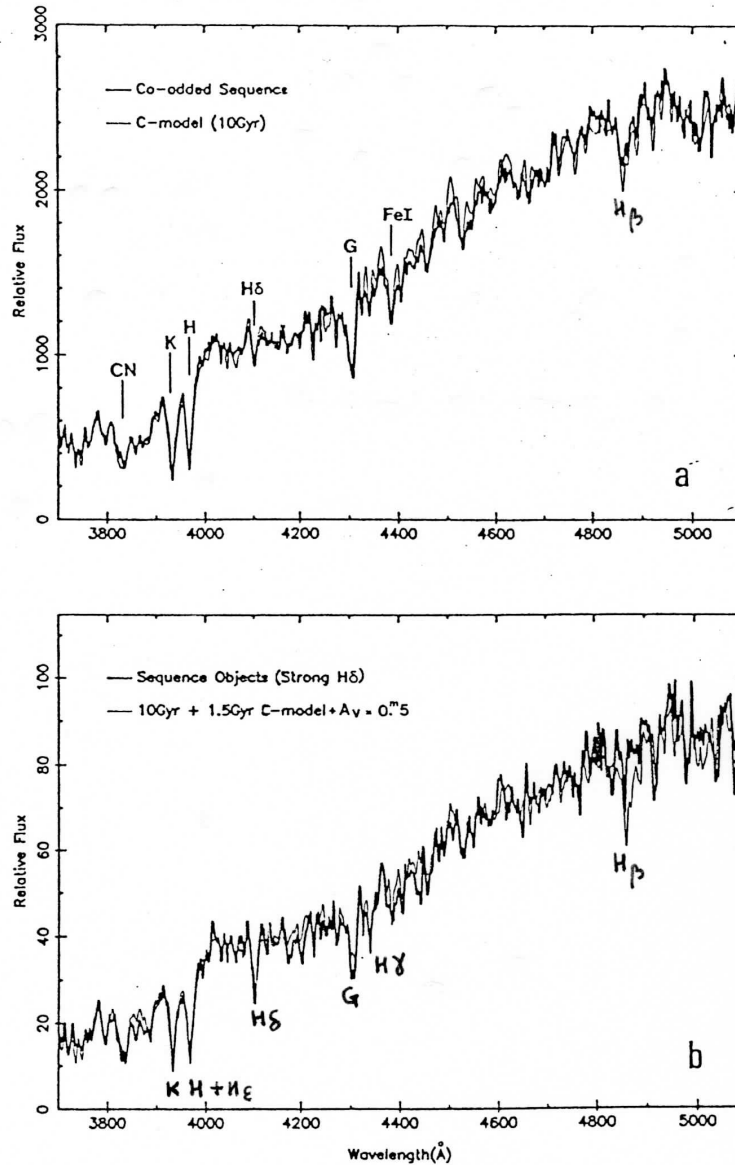 3000
2000
1000
0
Relative Flux
Co-odded Sequence
C-model (10Gyr)
CN
K
H
Hδ
G
FeI
Hβ
a
3800 4000 4200 4400 4600 4800 5000
100
80
60
40
20
0
Relative Flux
Sequence Objects (Strong Hδ)
10Gyr + 1.5Gyr C-model + Av = 0.ᵐ5
K H + Hε
Hδ
G
Hγ
Hβ
b
3800 4000 4200 4400 4600 4800 5000
Wavelength(Å)